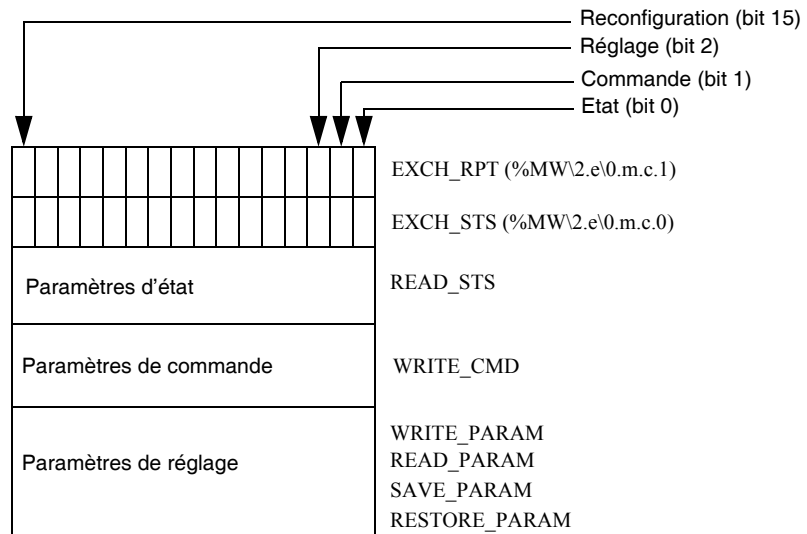 Reconfiguration (bit 15)
Réglage (bit 2)
Commande (bit 1)
Etat (bit 0)
EXCH_RPT (%MW\2.e\0.m.c.1)
EXCH_STS (%MW\2.e\0.m.c.0)
Paramètres d'état
READ_STS
Paramètres de commande
WRITE_CMD
Paramètres de réglage
WRITE_PARAM
READ_PARAM
SAVE_PARAM
RESTORE_PARAM